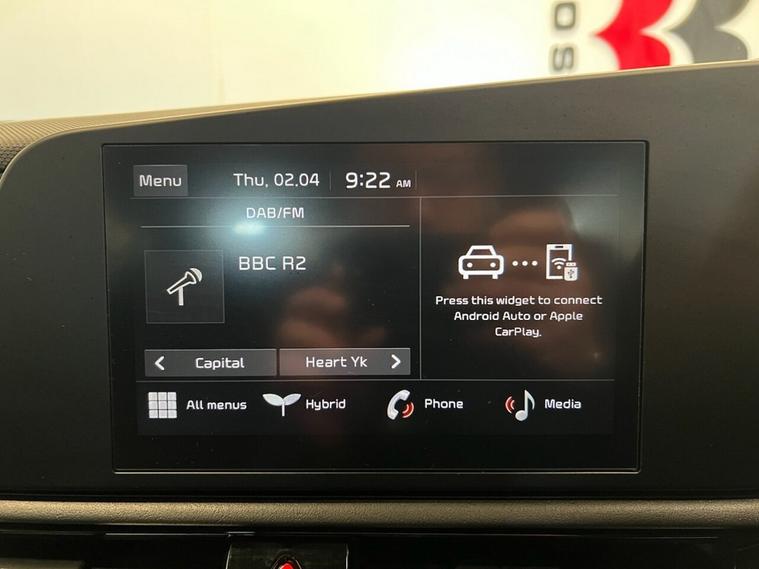 SO
Menu
Thu, 02.04
9:22 AM
DAB/FM
BBC R2
Press this widget to connect
Android Auto or Apple
CarPlay.
Capital
Heart Yk
All menus
Hybrid
Phone
Media